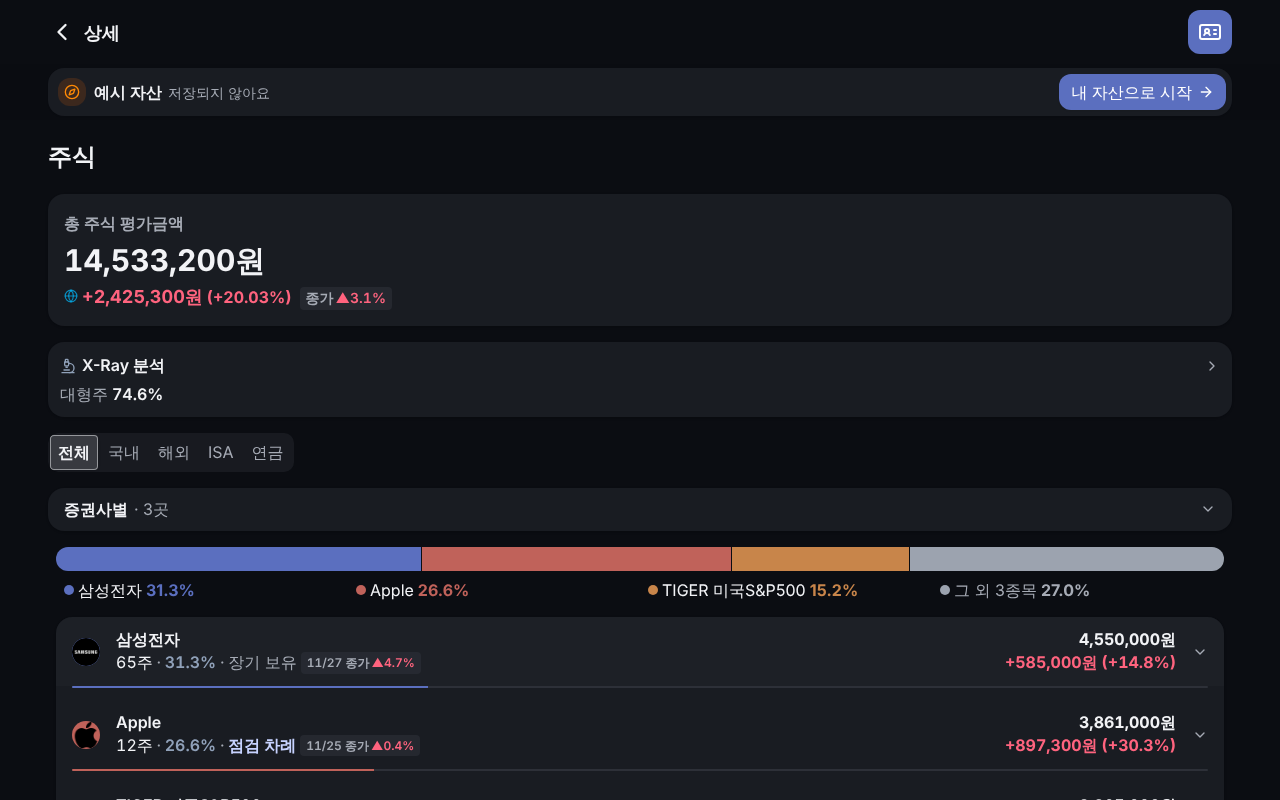 상세
예시 자산 저장되지 않아요
내 자산으로 시작
주식
총 주식 평가금액
14,533,200원
+2,425,300원 (+20.03%) 종가 ▲3.1%
X-Ray 분석
대형주 74.6%
전체 국내 해외 ISA 연금
증권사별 · 3곳
삼성전자 31.3% Apple 26.6% TIGER 미국S&P500 15.2% 그 외 3종목 27.0%
SAMSUNG
삼성전자 4,550,000원
65주 · 31.3% · 장기 보유 11/27 종가 ▲4.7% +585,000원 (+14.8%)
Apple 3,861,000원
12주 · 26.6% · 점검 차례 11/25 종가 ▲0.4% +897,300원 (+30.3%)